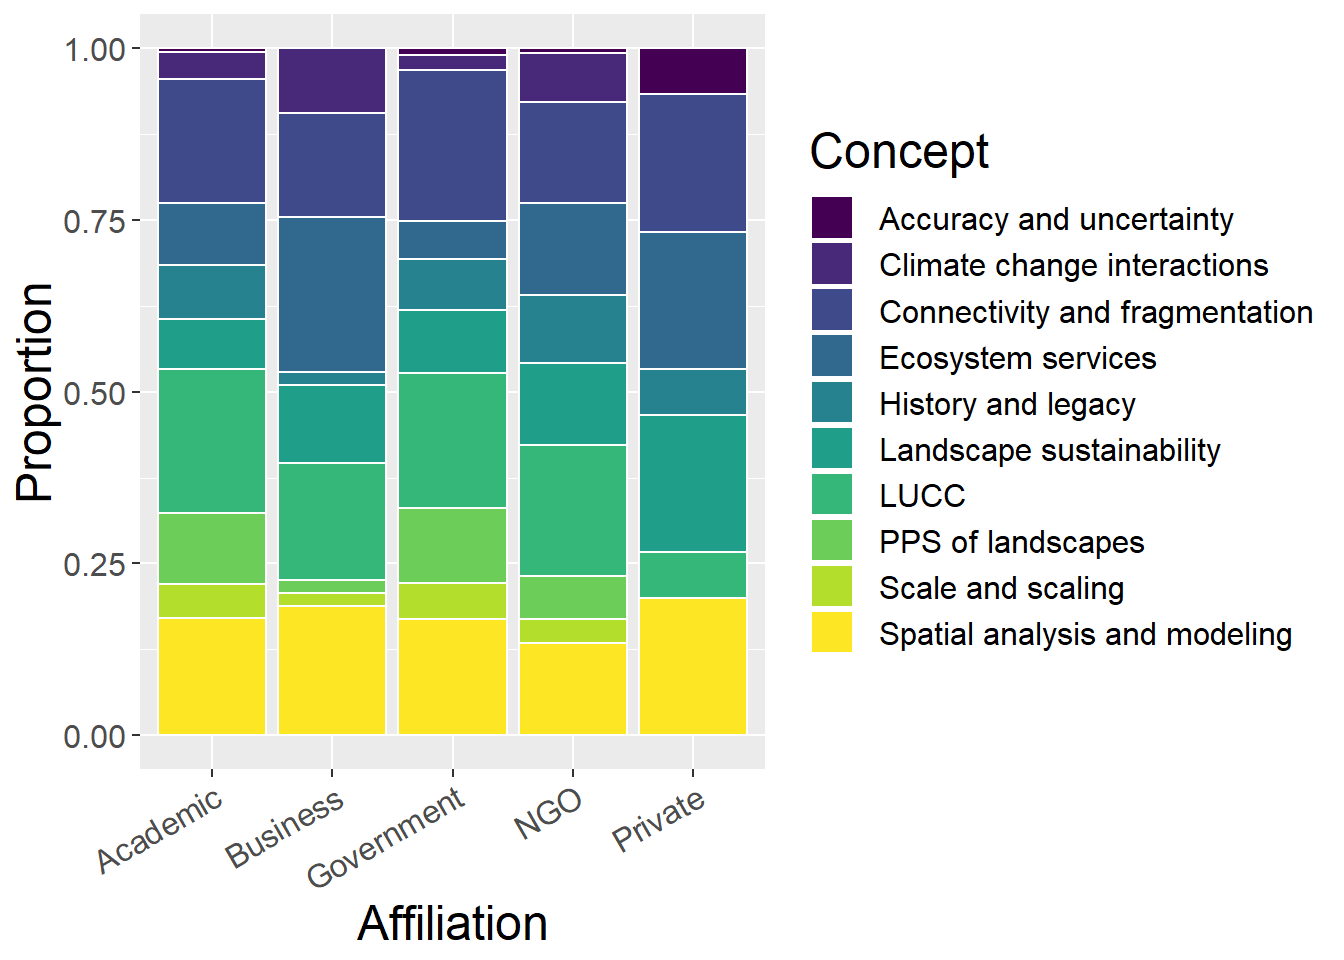 1.00
0.75
0.50
0.25
0.00
Proportion
Academic
Business
Government
NGO
Private
Affiliation
Concept
Accuracy and uncertainty
Climate change interactions
Connectivity and fragmentation
Ecosystem services
History and legacy
Landscape sustainability
LUCC
PPS of landscapes
Scale and scaling
Spatial analysis and modeling